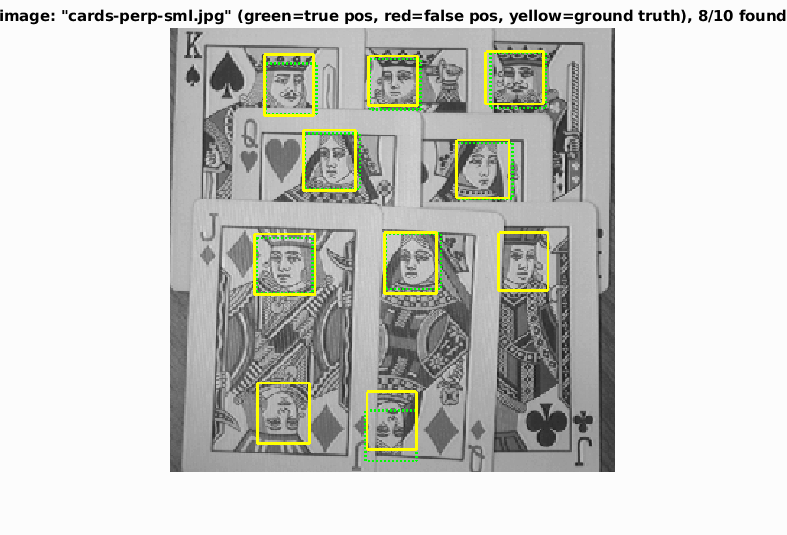 image: "cards-perp-sml.jpg" (green=true pos, red=false pos, yellow=ground truth), 8/10 found
K
Q
J
J
Q